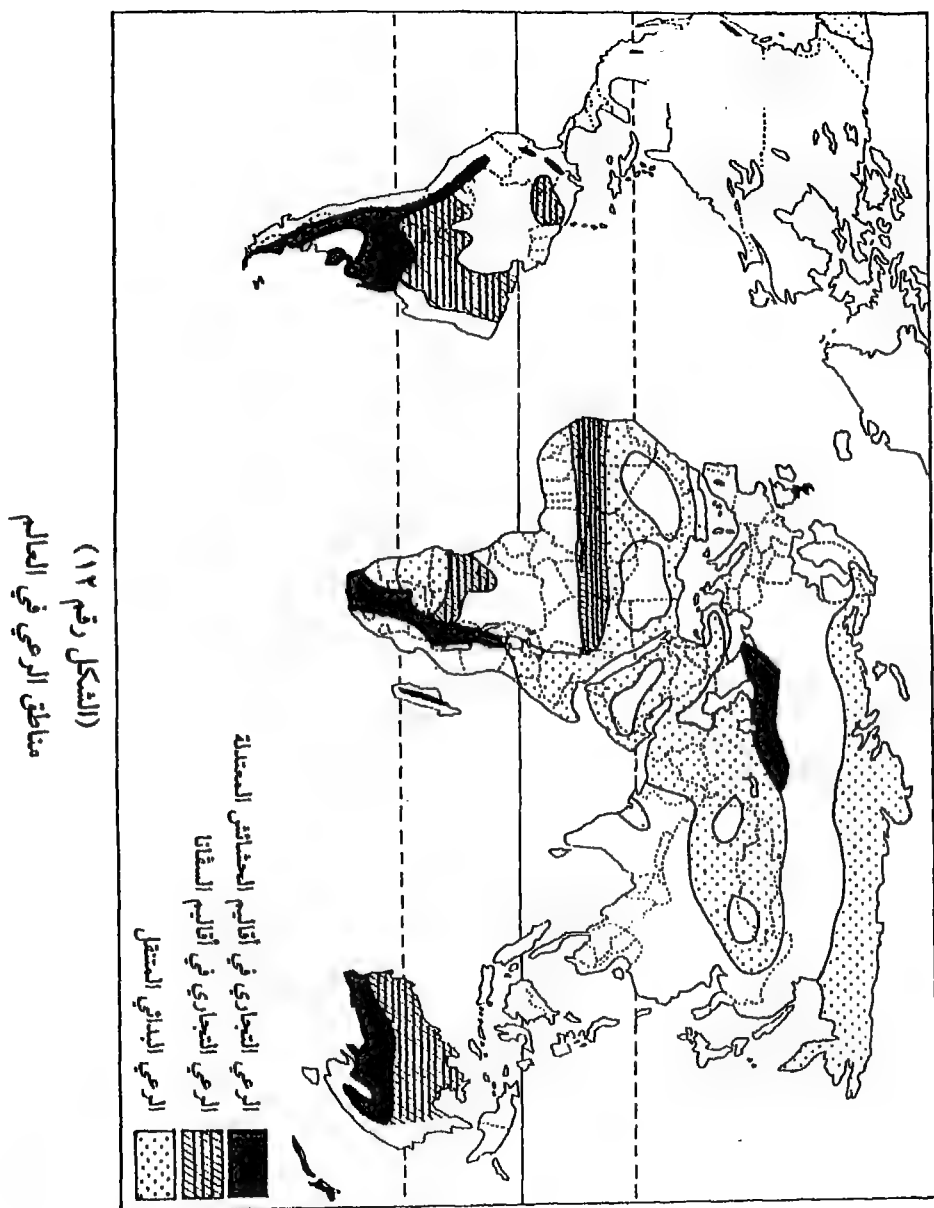 الرعي التجاري في أقاليم الحشائش المعتدلة
الرعي التجاري في أقاليم السڤانا
الرعي البدائي المتنقل
(الشكل رقم ١٢)
مناطق الرعي في العالم